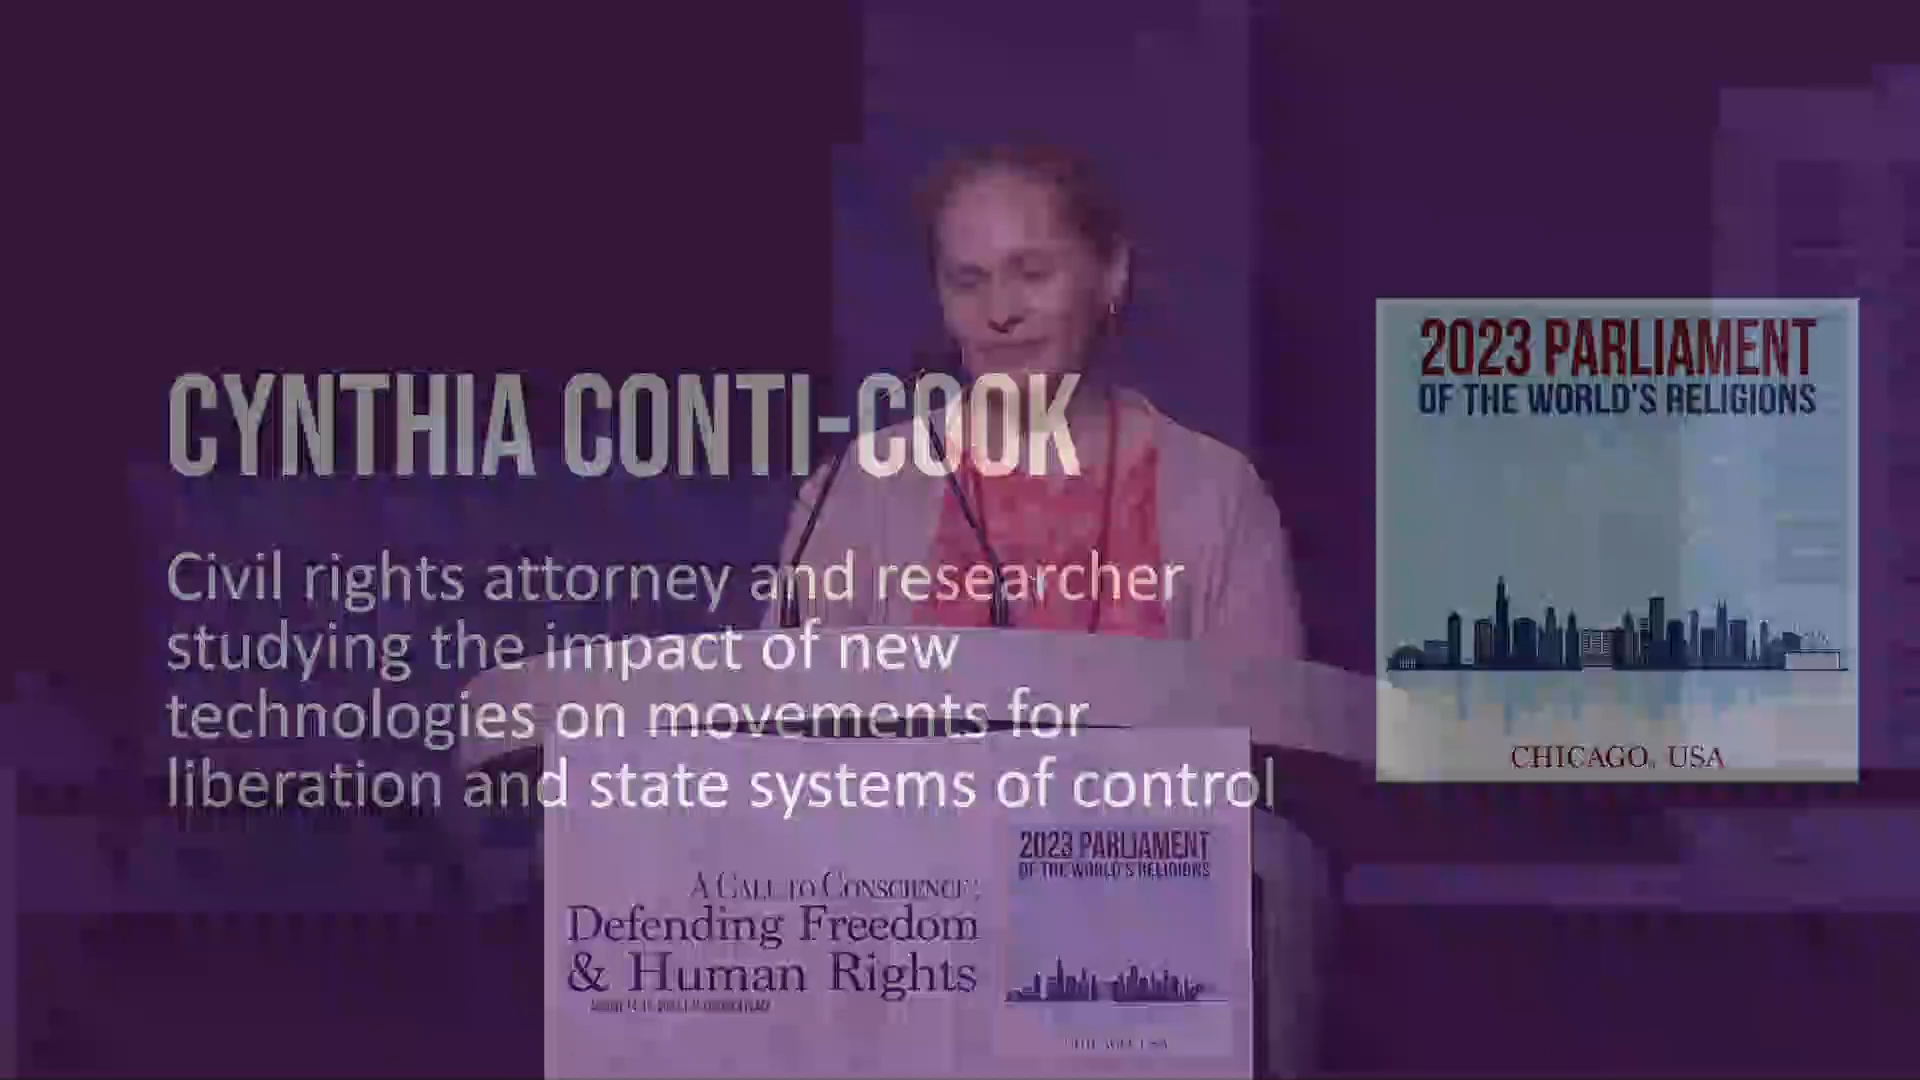 CYNTHIA CONTI-COOK
Civil rights attorney and researcher
studying the impact of new
technologies on movements for
liberation and state systems of control
2023 PARLIAMENT
OF THE WORLD'S RELIGIONS
CHICAGO, USA
A CALL TO CONSCIENCE:
Defending Freedom
& Human Rights
2023 PARLIAMENT
OF THE WORLD'S RELIGIONS